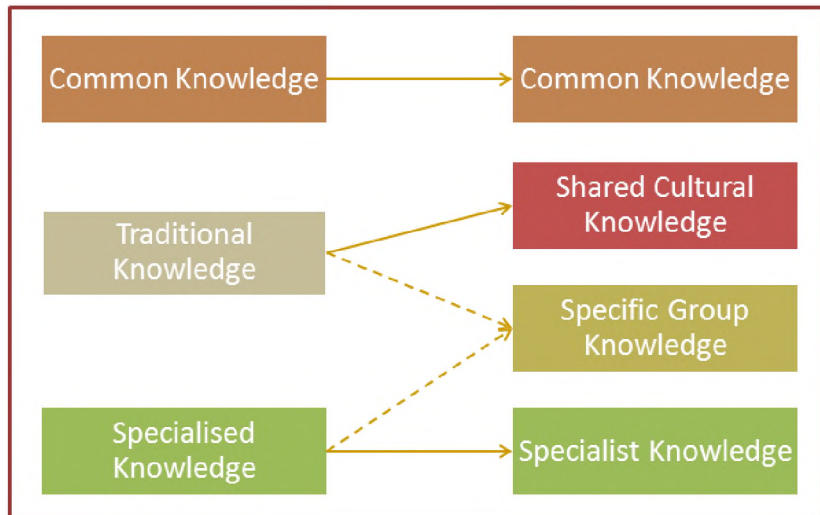 Common Knowledge
Common Knowledge
Traditional
Knowledge
Shared Cultural
Knowledge
Specific Group
Knowledge
Specialised
Knowledge
Specialist Knowledge